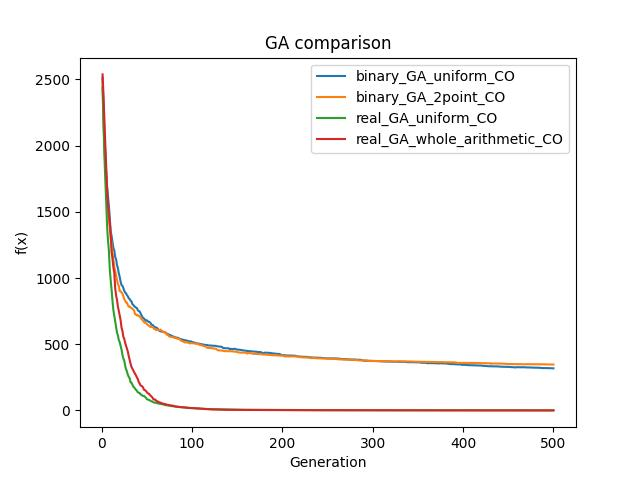 GA comparison
binary_GA_uniform_CO
binary_GA_2point_CO
real_GA_uniform_CO
real_GA_whole_arithmetic_CO
f(x)
2500
2000
1500
1000
500
0
0 100 200 300 400 500
Generation